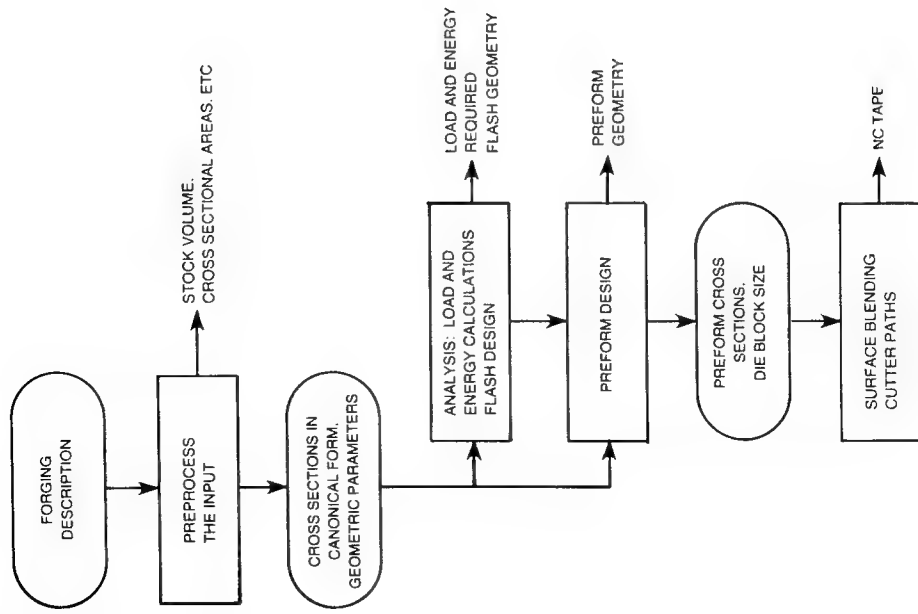 FORGING
DESCRIPTION
PREPROCESS
THE INPUT
STOCK VOLUME.
CROSS SECTIONAL AREAS. ETC
CROSS SECTIONS IN
CANONICAL FORM.
GEOMETRIC PARAMETERS
ANALYSIS: LOAD AND
ENERGY CALCULATIONS
FLASH DESIGN
LOAD AND ENERGY
REQUIRED
FLASH GEOMETRY
PREFORM DESIGN
PREFORM
GEOMETRY
PREFORM CROSS
SECTIONS.
DIE BLOCK SIZE
SURFACE BLENDING
CUTTER PATHS
NC TAPE